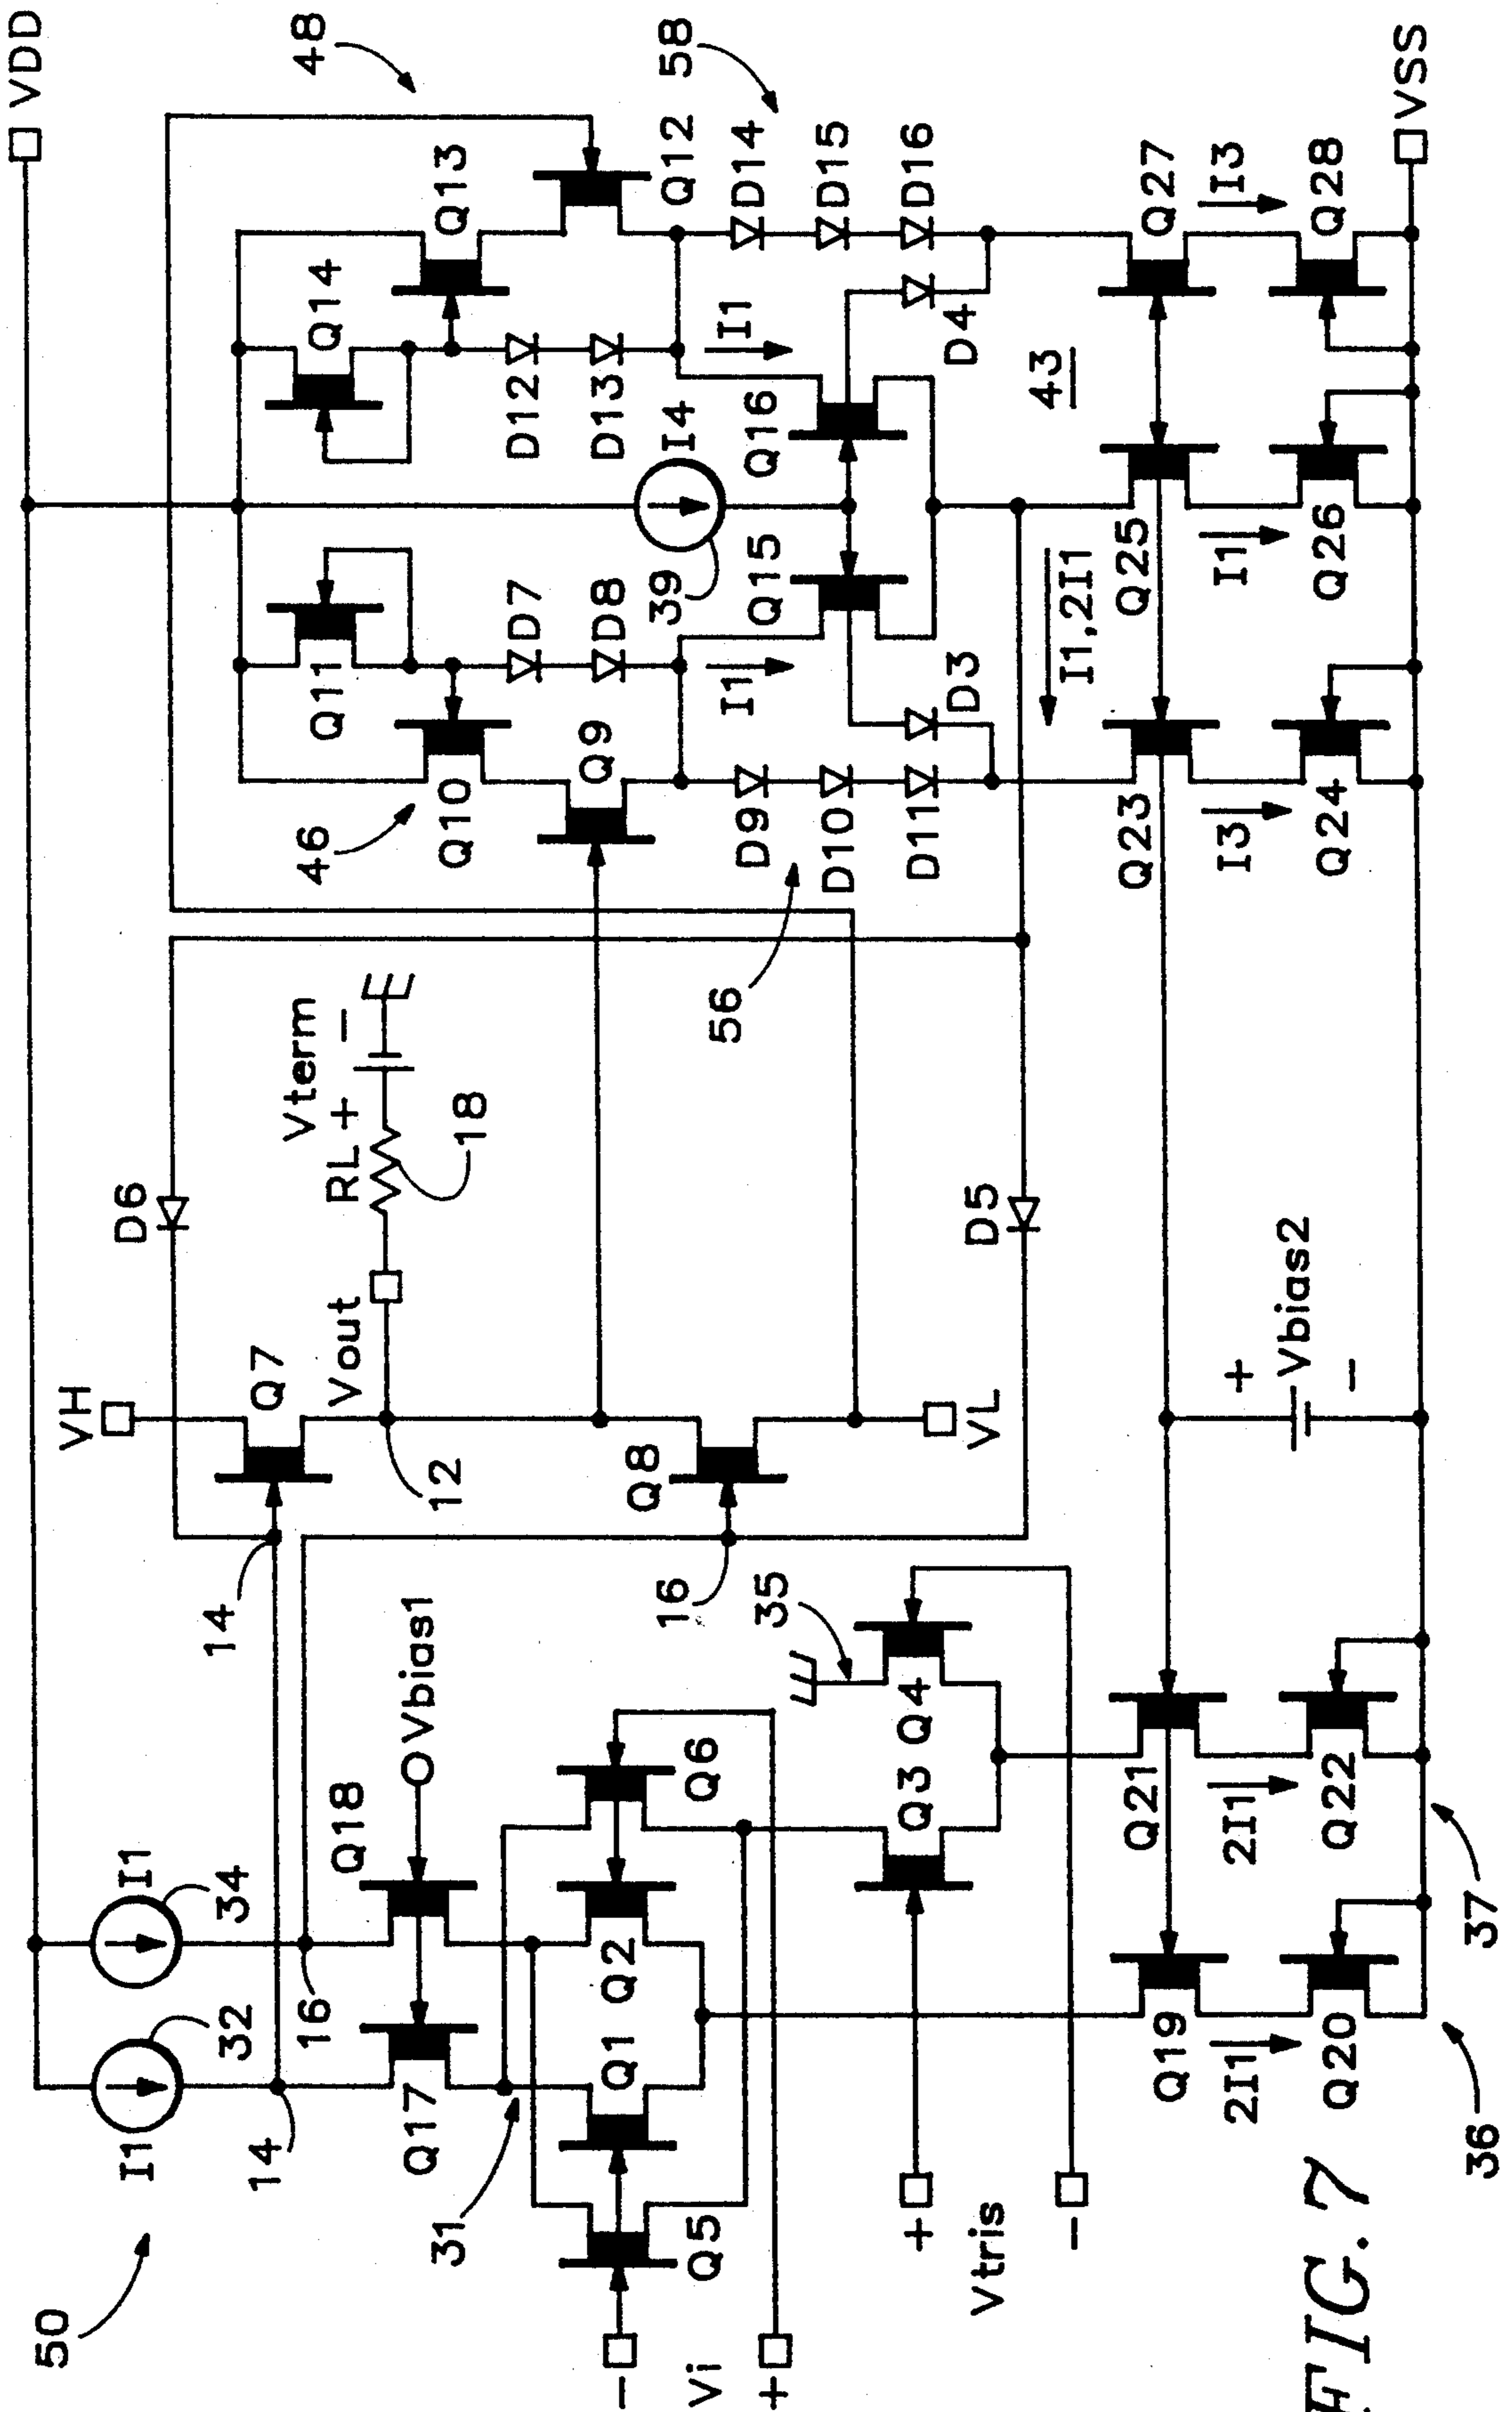 VDD
48
58
Q13
Q14
Q12
D14
D15
D16
Q27
I3
Q28
VSS
D12
D13
I4
I1
Q16
D4
43
Q11
D7
D8
39
Q15
Q25
I1
Q26
I1,2I1
46
Q10
Q9
I1
D3
D9
D10
D11
Q23
I3
Q24
56
Vterm
RL + -
18
D6
D5
VH
Q7
Vout
12
Q8
VL
+
Vbias2
-
14
16
35
I1
34
I1
32
16
14
Q18
Vbias1
Q17
Q6
Q2
Q1
Q5
31
Q4
Q3
Q21
2I1
Q22
37
Q19
2I1
Q20
36
50
-
Vi
+
+
Vtris
-
FIG. 7